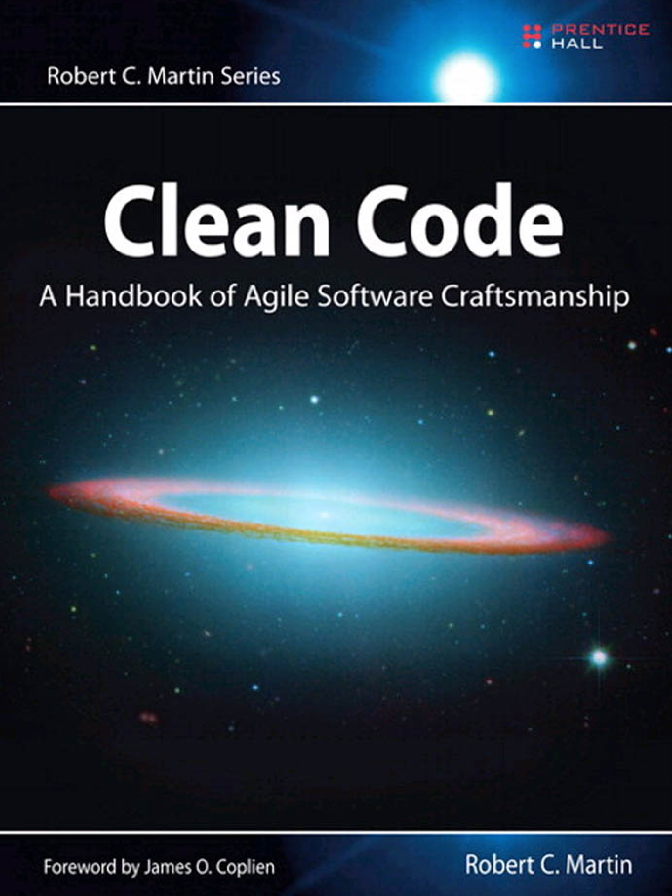 PRENTICE
HALL
Robert C. Martin Series
Clean Code
A Handbook of Agile Software Craftsmanship
Foreword by James O. Coplien
Robert C. Martin